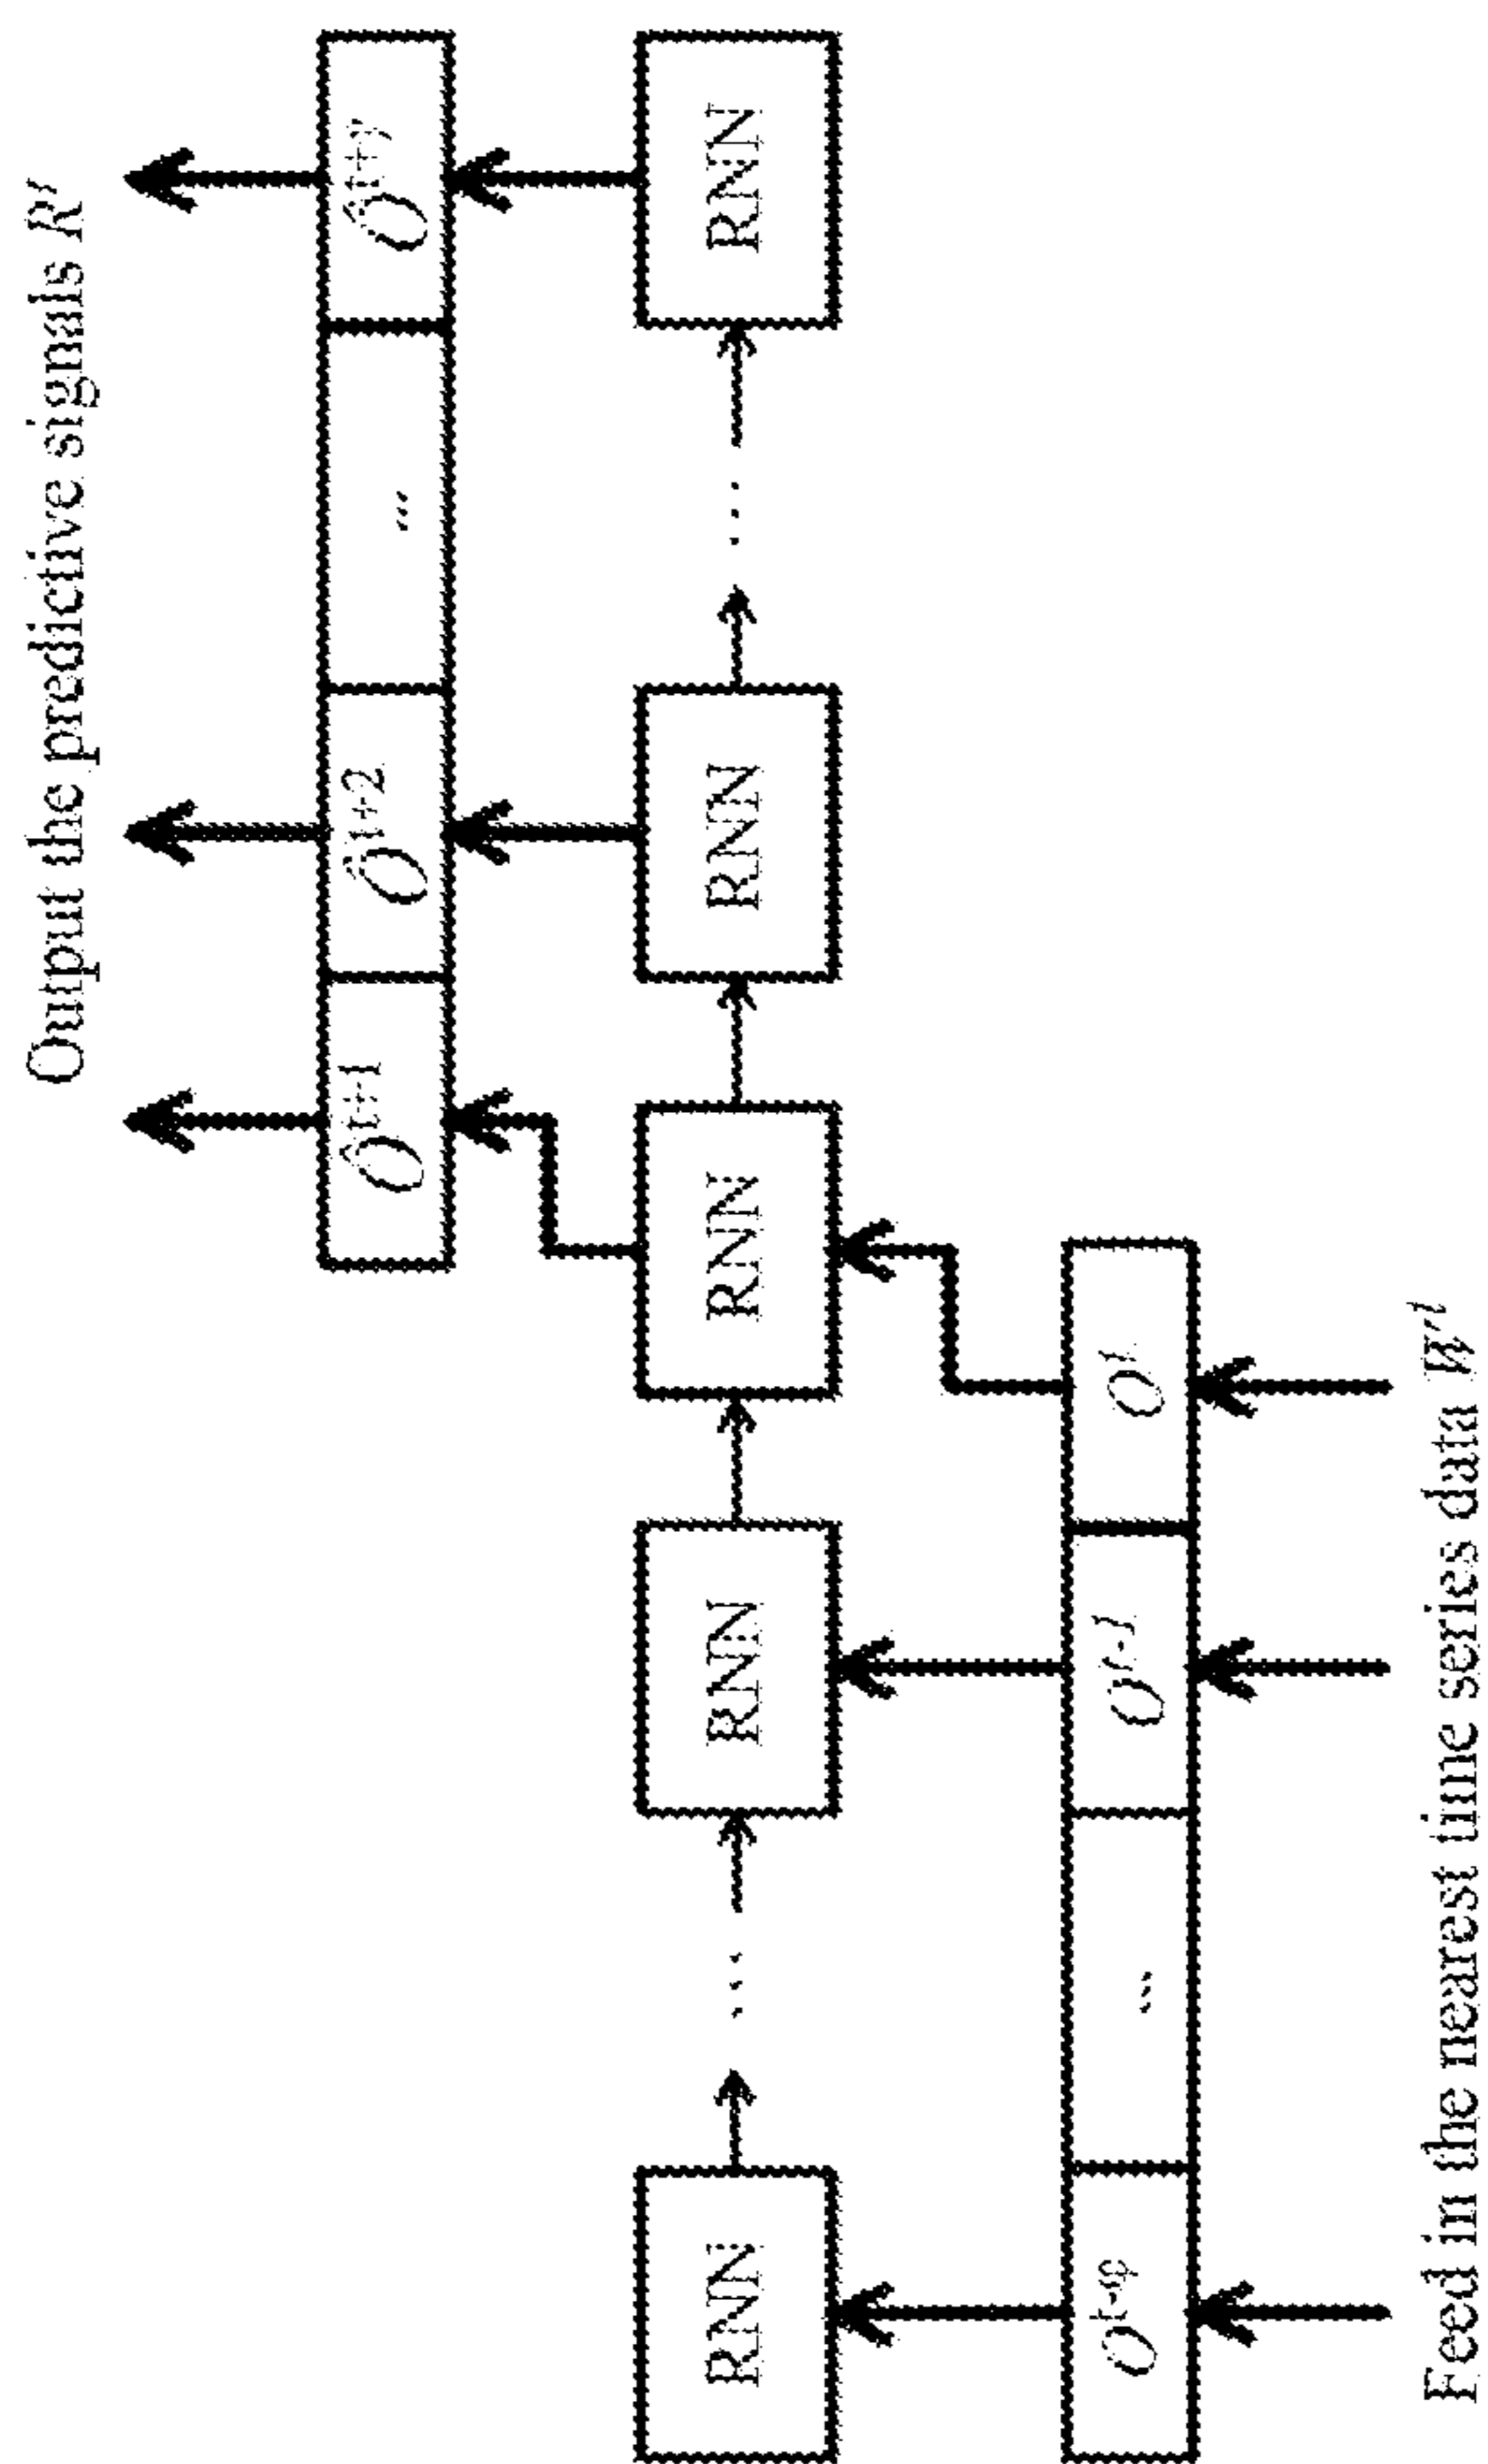 Output the predictive signals Rᵗ
Ô^{t+1} Ô^{t+2} ... Ô^{t+γ}
RNN ... RNN RNN RNN ... RNN
O^{t-φ} ... O^{t-1} O^t
Feed in the nearest time series data W^t